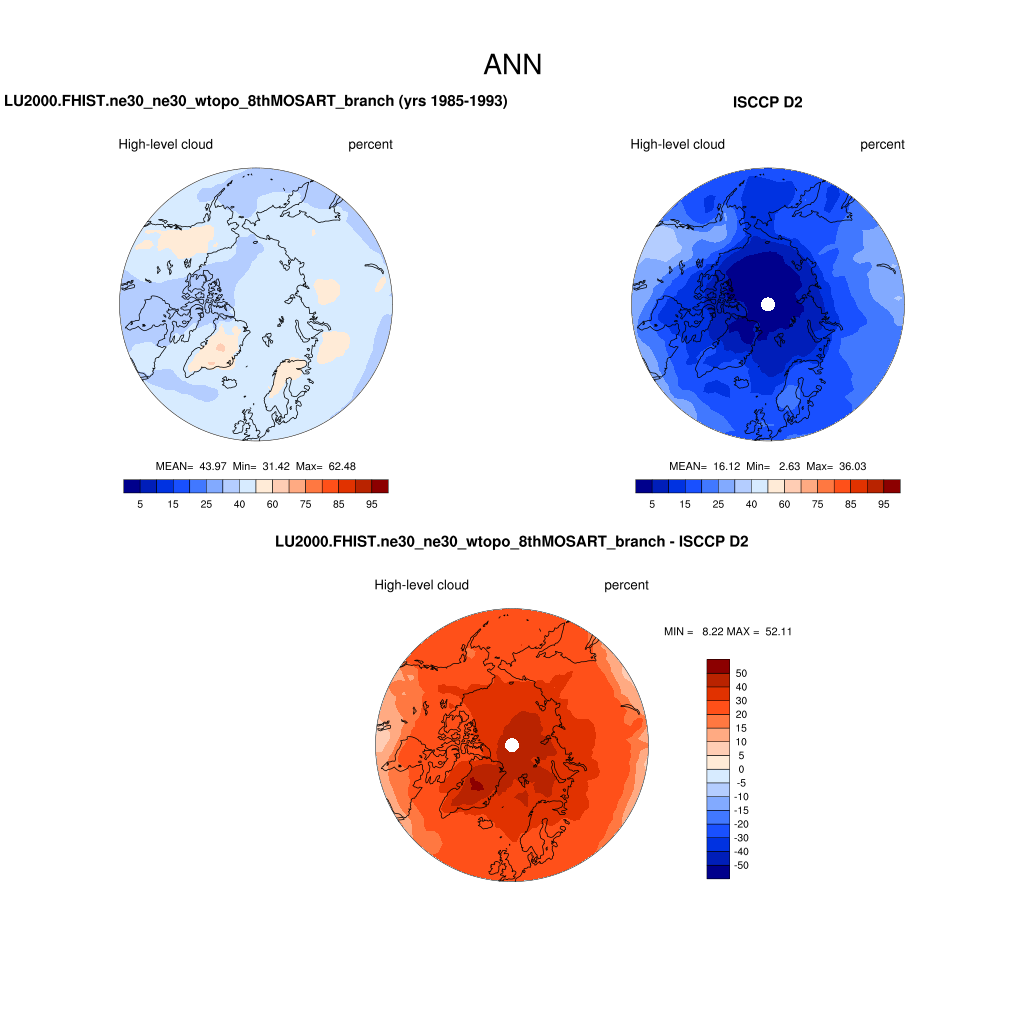 ANN
LU2000.FHIST.ne30_ne30_wtopo_8thMOSART_branch (yrs 1985-1993)
ISCCP D2
High-level cloud percent
High-level cloud percent
MEAN= 43.97 Min= 31.42 Max= 62.48
MEAN= 16.12 Min= 2.63 Max= 36.03
5 15 25 40 60 75 85 95
5 15 25 40 60 75 85 95
LU2000.FHIST.ne30_ne30_wtopo_8thMOSART_branch - ISCCP D2
High-level cloud percent
MIN = 8.22 MAX = 52.11
50
40
30
20
15
10
5
0
-5
-10
-15
-20
-30
-40
-50